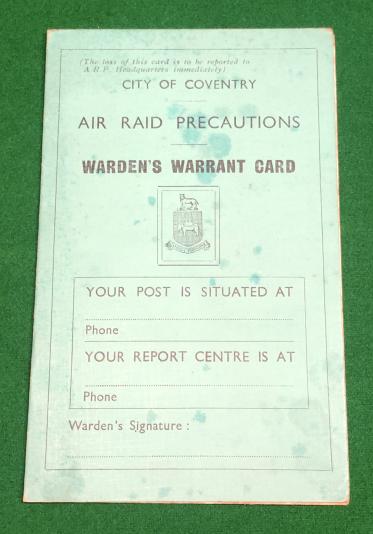 (The loss of this card is to be reported to
A.R.P. Headquarters immediately)
CITY OF COVENTRY
AIR RAID PRECAUTIONS
WARDEN'S WARRANT CARD
YOUR POST IS SITUATED AT
Phone
YOUR REPORT CENTRE IS AT
Phone
Warden's Signature :